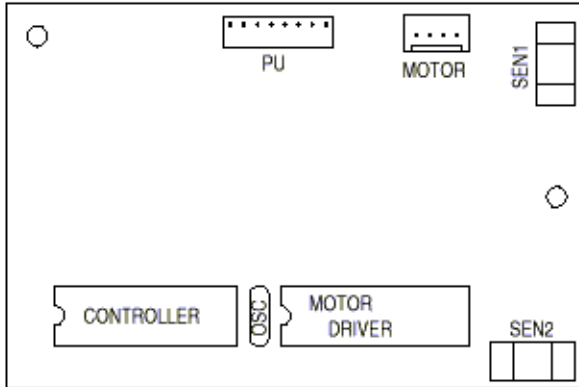 PU
MOTOR
SEN1
CONTROLLER
OSC
MOTOR
DRIVER
SEN2